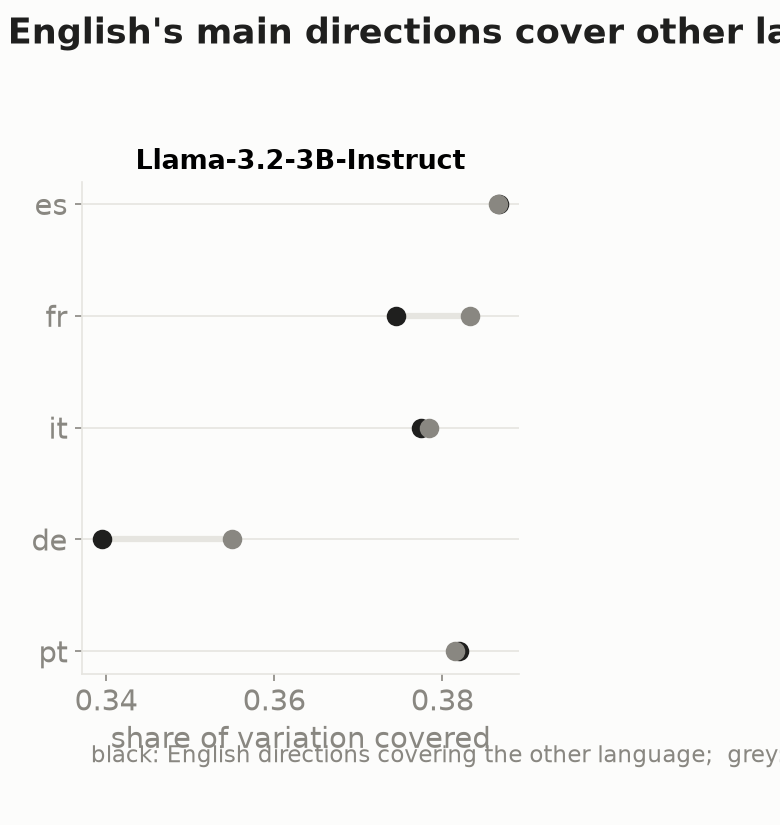 English's main directions cover other la
Llama-3.2-3B-Instruct
es
fr
it
de
pt
0.34 0.36 0.38
share of variation covered
black: English directions covering the other language; grey